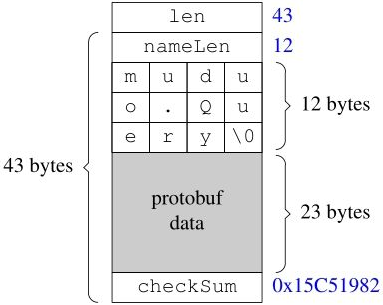 len 43
nameLen 12
m u d u
o . Q u 12 bytes
e r y \0
43 bytes
protobuf
data
23 bytes
checkSum 0x15C51982